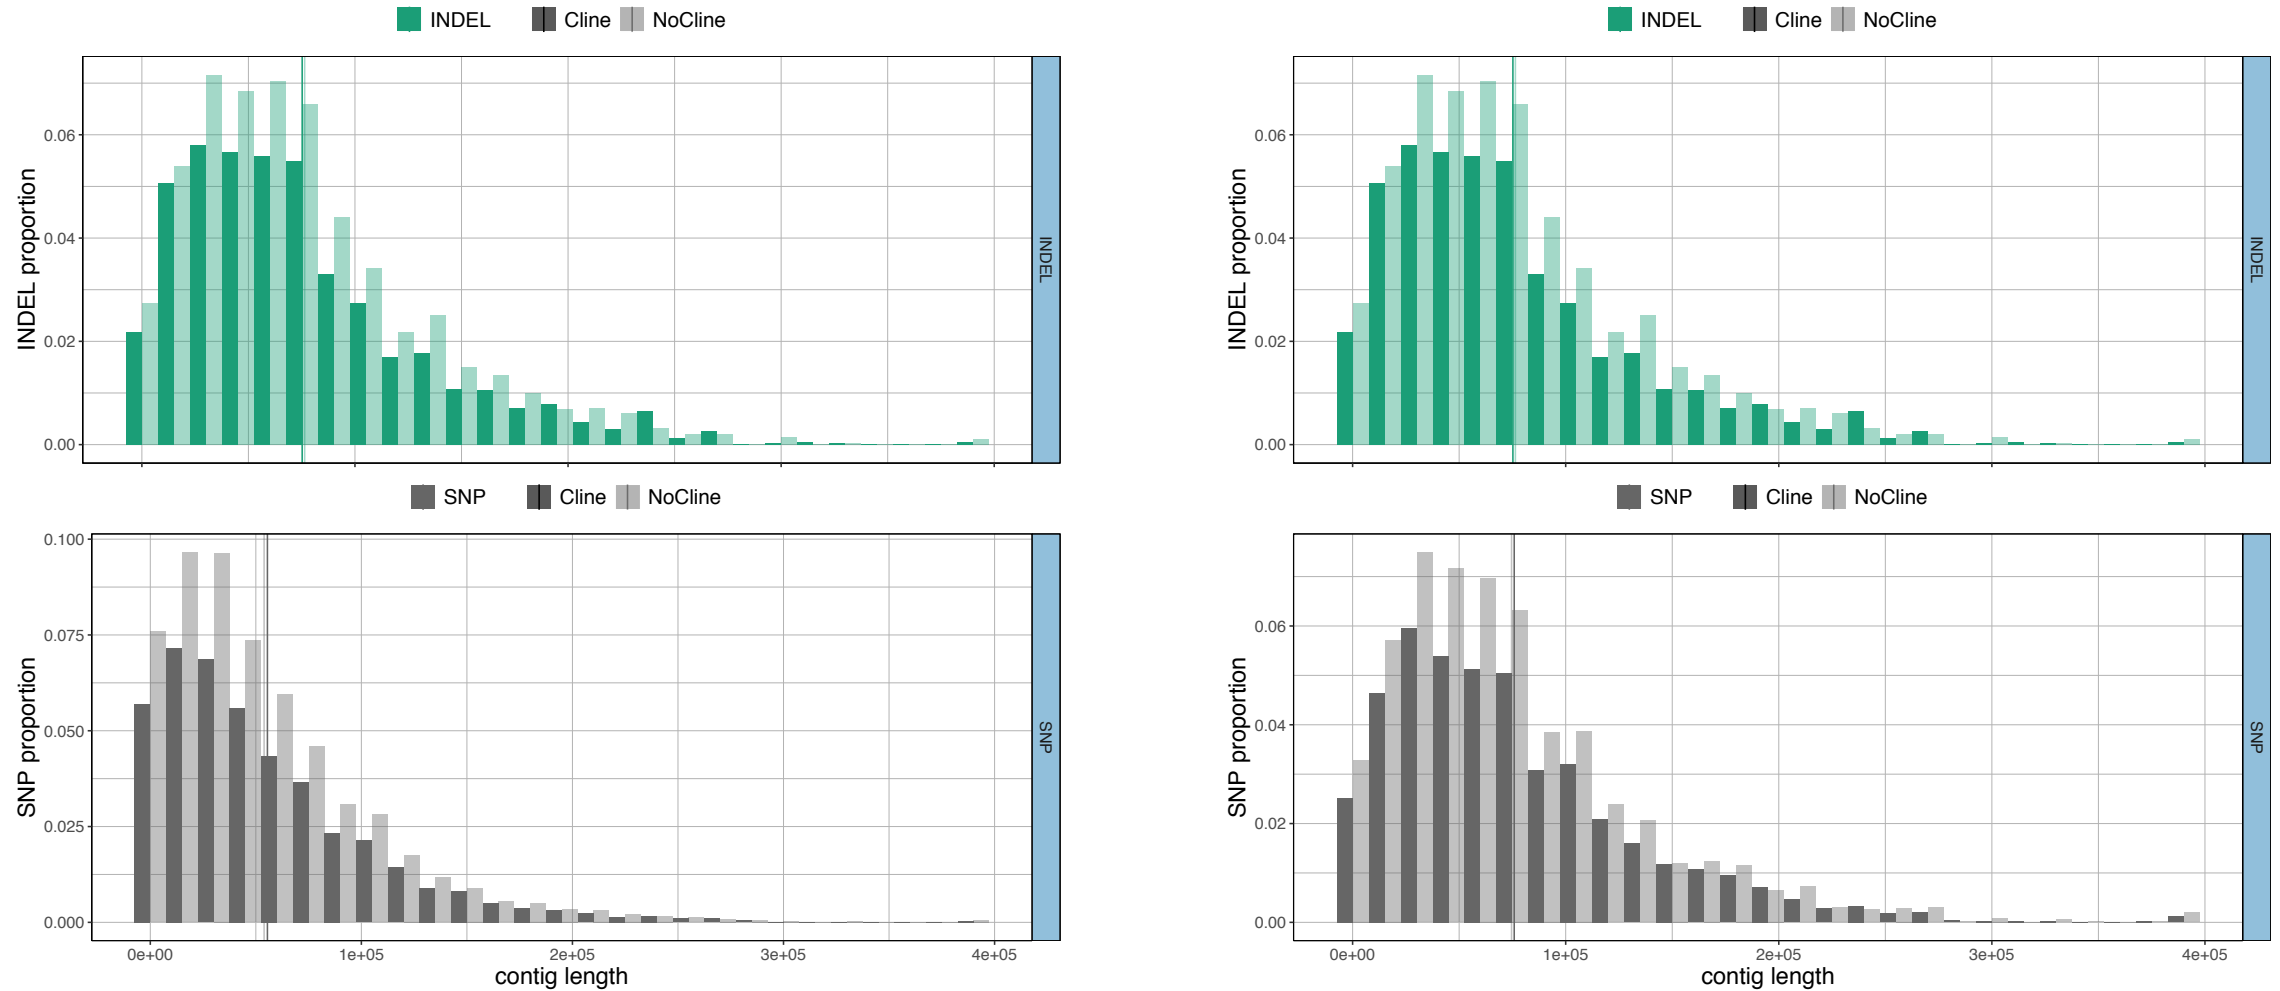 INDEL Cline NoCline
INDEL proportion
0.06
0.04
0.02
0.00
INDEL
SNP Cline NoCline
SNP proportion
0.100
0.075
0.050
0.025
0.000
SNP
0e+00 1e+05 2e+05 3e+05 4e+05
contig length
INDEL Cline NoCline
INDEL proportion
0.06
0.04
0.02
0.00
INDEL
SNP Cline NoCline
SNP proportion
0.06
0.04
0.02
0.00
SNP
0e+00 1e+05 2e+05 3e+05 4e+05
contig length